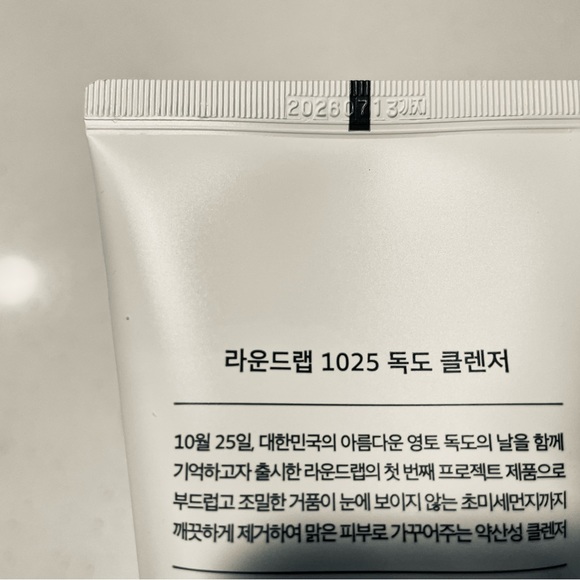 20260713까지
라운드랩 1025 독도 클렌저
10월 25일, 대한민국의 아름다운 영토 독도의 날을 함께
기억하고자 출시한 라운드랩의 첫 번째 프로젝트 제품으로
부드럽고 조밀한 거품이 눈에 보이지 않는 초미세먼지까지
깨끗하게 제거하여 맑은 피부로 가꾸어주는 약산성 클렌저